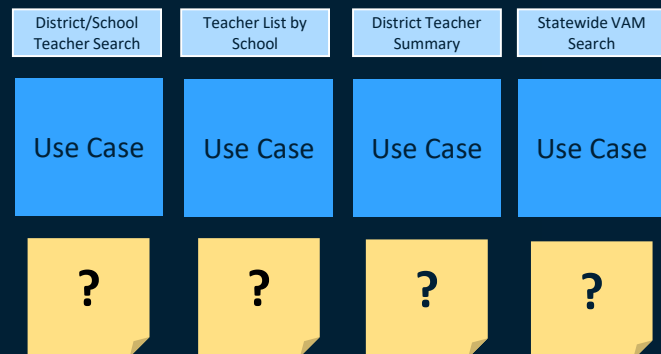 District/School
Teacher Search
Teacher List by
School
District Teacher
Summary
Statewide VAM
Search
Use Case
Use Case
Use Case
Use Case
?
?
?
?